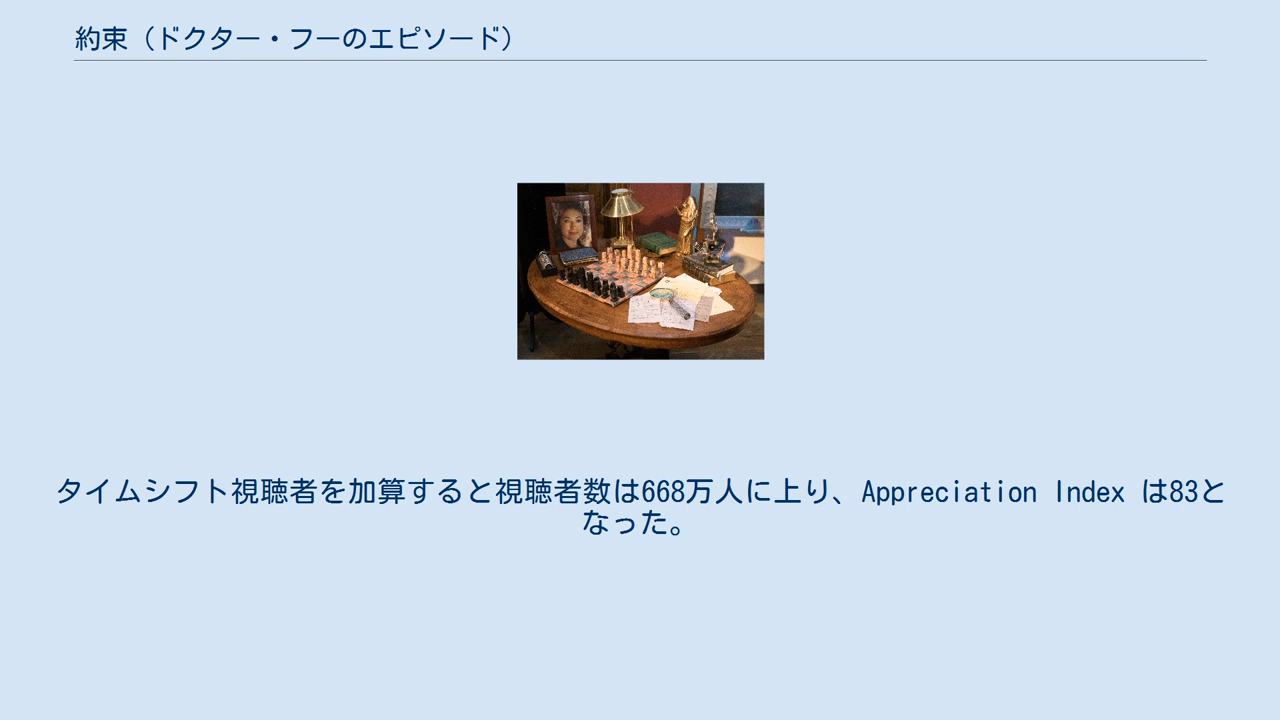 約束（ドクター・フーのエピソード）
タイムシフト視聴者を加算すると視聴者数は668万人に上り、Appreciation Index は83と
なった。